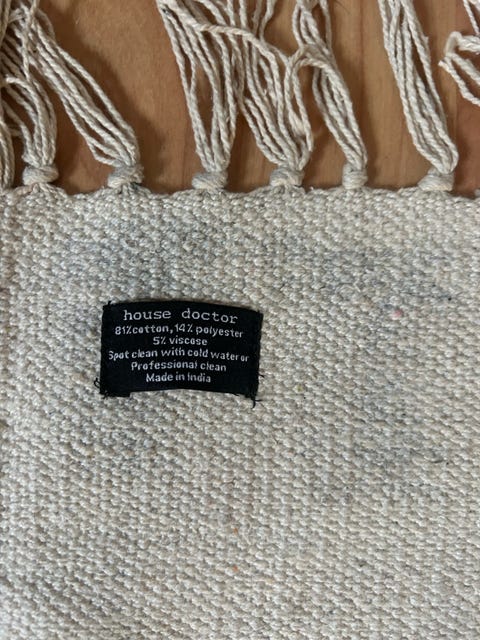 house doctor
81%cotton, 14% polyester
5% viscose
Spot clean with cold water or
Professional clean
Made in India